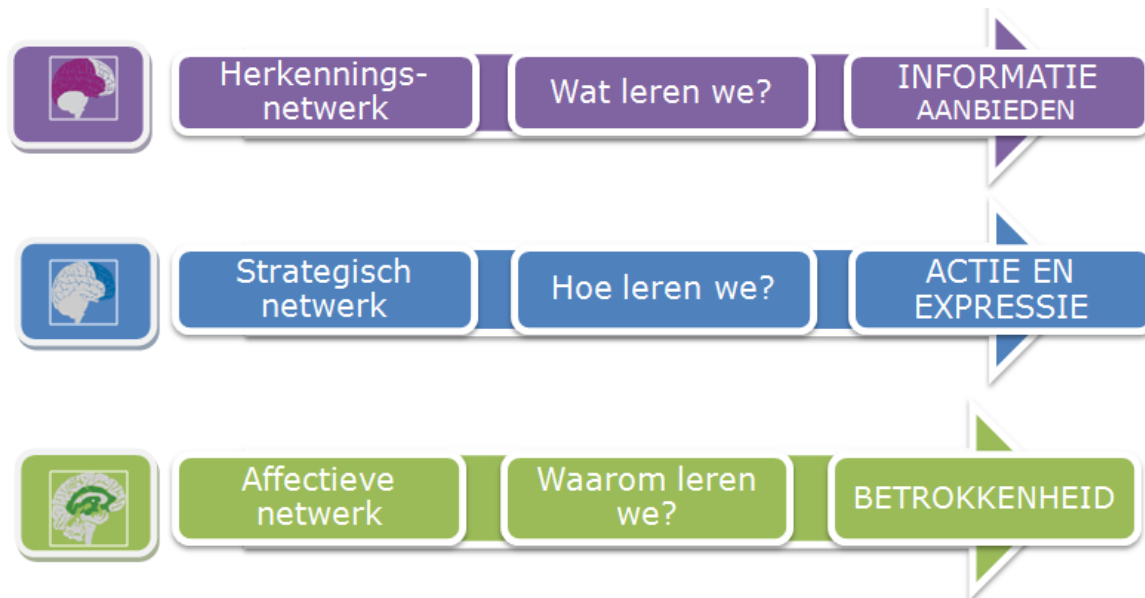 Herkennings-
netwerk
Wat leren we?
INFORMATIE
AANBIEDEN
Strategisch
netwerk
Hoe leren we?
ACTIE EN
EXPRESSIE
Affectieve
netwerk
Waarom leren
we?
BETROKKENHEID